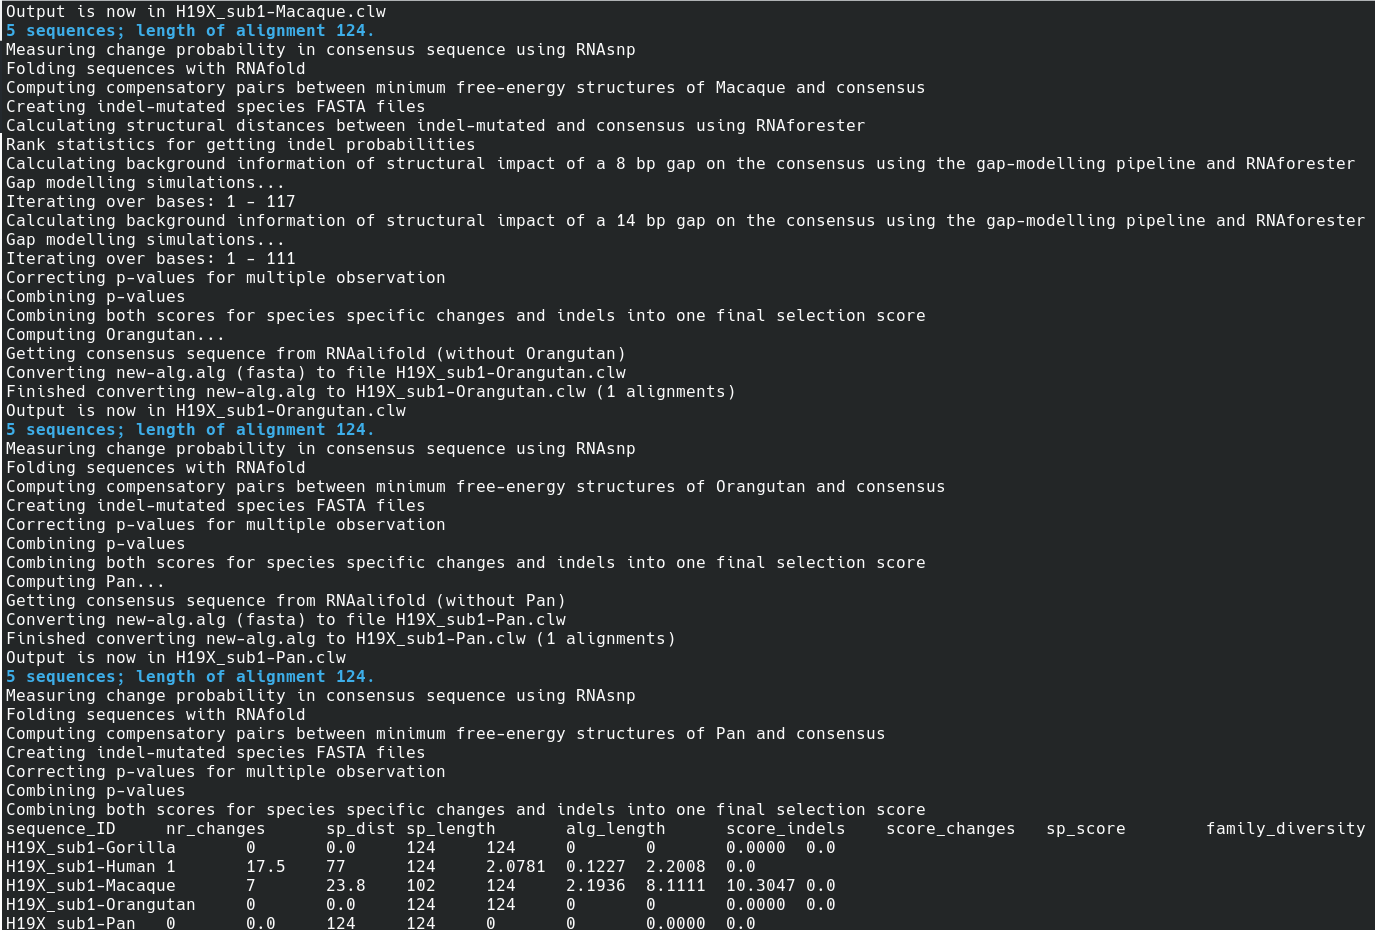 Output is now in H19X_sub1-Macaque.clw
5 sequences; length of alignment 124.
Measuring change probability in consensus sequence using RNAsnp
Folding sequences with RNAfold
Computing compensatory pairs between minimum free-energy structures of Macaque and consensus
Creating indel-mutated species FASTA files
Calculating structural distances between indel-mutated and consensus using RNAforester
Rank statistics for getting indel probabilities
Calculating background information of structural impact of a 8 bp gap on the consensus using the gap-modelling pipeline and RNAforester
Gap modelling simulations...
Iterating over bases: 1 - 117
Calculating background information of structural impact of a 14 bp gap on the consensus using the gap-modelling pipeline and RNAforester
Gap modelling simulations...
Iterating over bases: 1 - 111
Correcting p-values for multiple observation
Combining p-values
Combining both scores for species specific changes and indels into one final selection score
Computing Orangutan...
Getting consensus sequence from RNAalifold (without Orangutan)
Converting new-alg.alg (fasta) to file H19X_sub1-Orangutan.clw
Finished converting new-alg.alg to H19X_sub1-Orangutan.clw (1 alignments)
Output is now in H19X_sub1-Orangutan.clw
5 sequences; length of alignment 124.
Measuring change probability in consensus sequence using RNAsnp
Folding sequences with RNAfold
Computing compensatory pairs between minimum free-energy structures of Orangutan and consensus
Creating indel-mutated species FASTA files
Correcting p-values for multiple observation
Combining p-values
Combining both scores for species specific changes and indels into one final selection score
Computing Pan...
Getting consensus sequence from RNAalifold (without Pan)
Converting new-alg.alg (fasta) to file H19X_sub1-Pan.clw
Finished converting new-alg.alg to H19X_sub1-Pan.clw (1 alignments)
Output is now in H19X_sub1-Pan.clw
5 sequences; length of alignment 124.
Measuring change probability in consensus sequence using RNAsnp
Folding sequences with RNAfold
Computing compensatory pairs between minimum free-energy structures of Pan and consensus
Creating indel-mutated species FASTA files
Correcting p-values for multiple observation
Combining p-values
Combining both scores for species specific changes and indels into one final selection score
sequence_ID nr_changes sp_dist sp_length alg_length score_indels score_changes sp_score family_diversity
H19X_sub1-Gorilla 0 0.0 124 124 0 0 0.0000 0.0
H19X_sub1-Human 1 17.5 77 124 2.0781 0.1227 2.2008 0.0
H19X_sub1-Macaque 7 23.8 102 124 2.1936 8.1111 10.3047 0.0
H19X_sub1-Orangutan 0 0.0 124 124 0 0 0.0000 0.0
H19X_sub1-Pan 0 0.0 124 124 0 0 0.0000 0.0